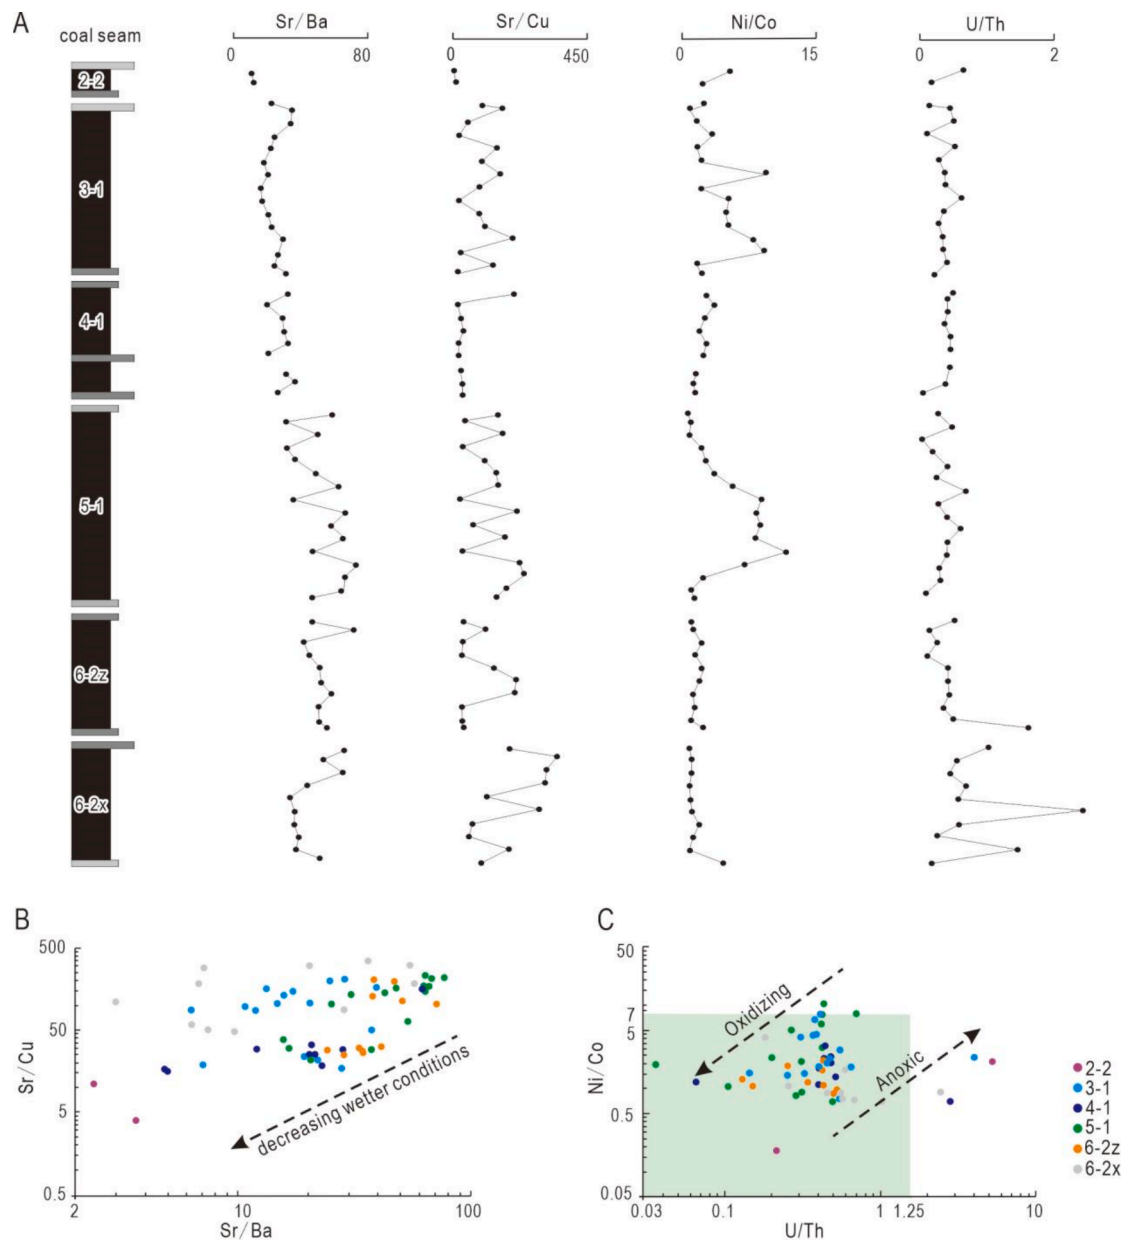 A
coal seam
Sr/Ba
0 80
Sr/Cu
0 450
Ni/Co
0 15
U/Th
0 2
2-2
3-1
4-1
5-1
6-2z
6-2x
B
500
50
5
0.5
Sr/Cu
decreasing wetter conditions
2 10 100
Sr/Ba
C
50
7
5
0.5
0.05
Ni/Co
Oxidizing
Anoxic
0.03 0.1 1 1.25 10
U/Th
2-2
3-1
4-1
5-1
6-2z
6-2x